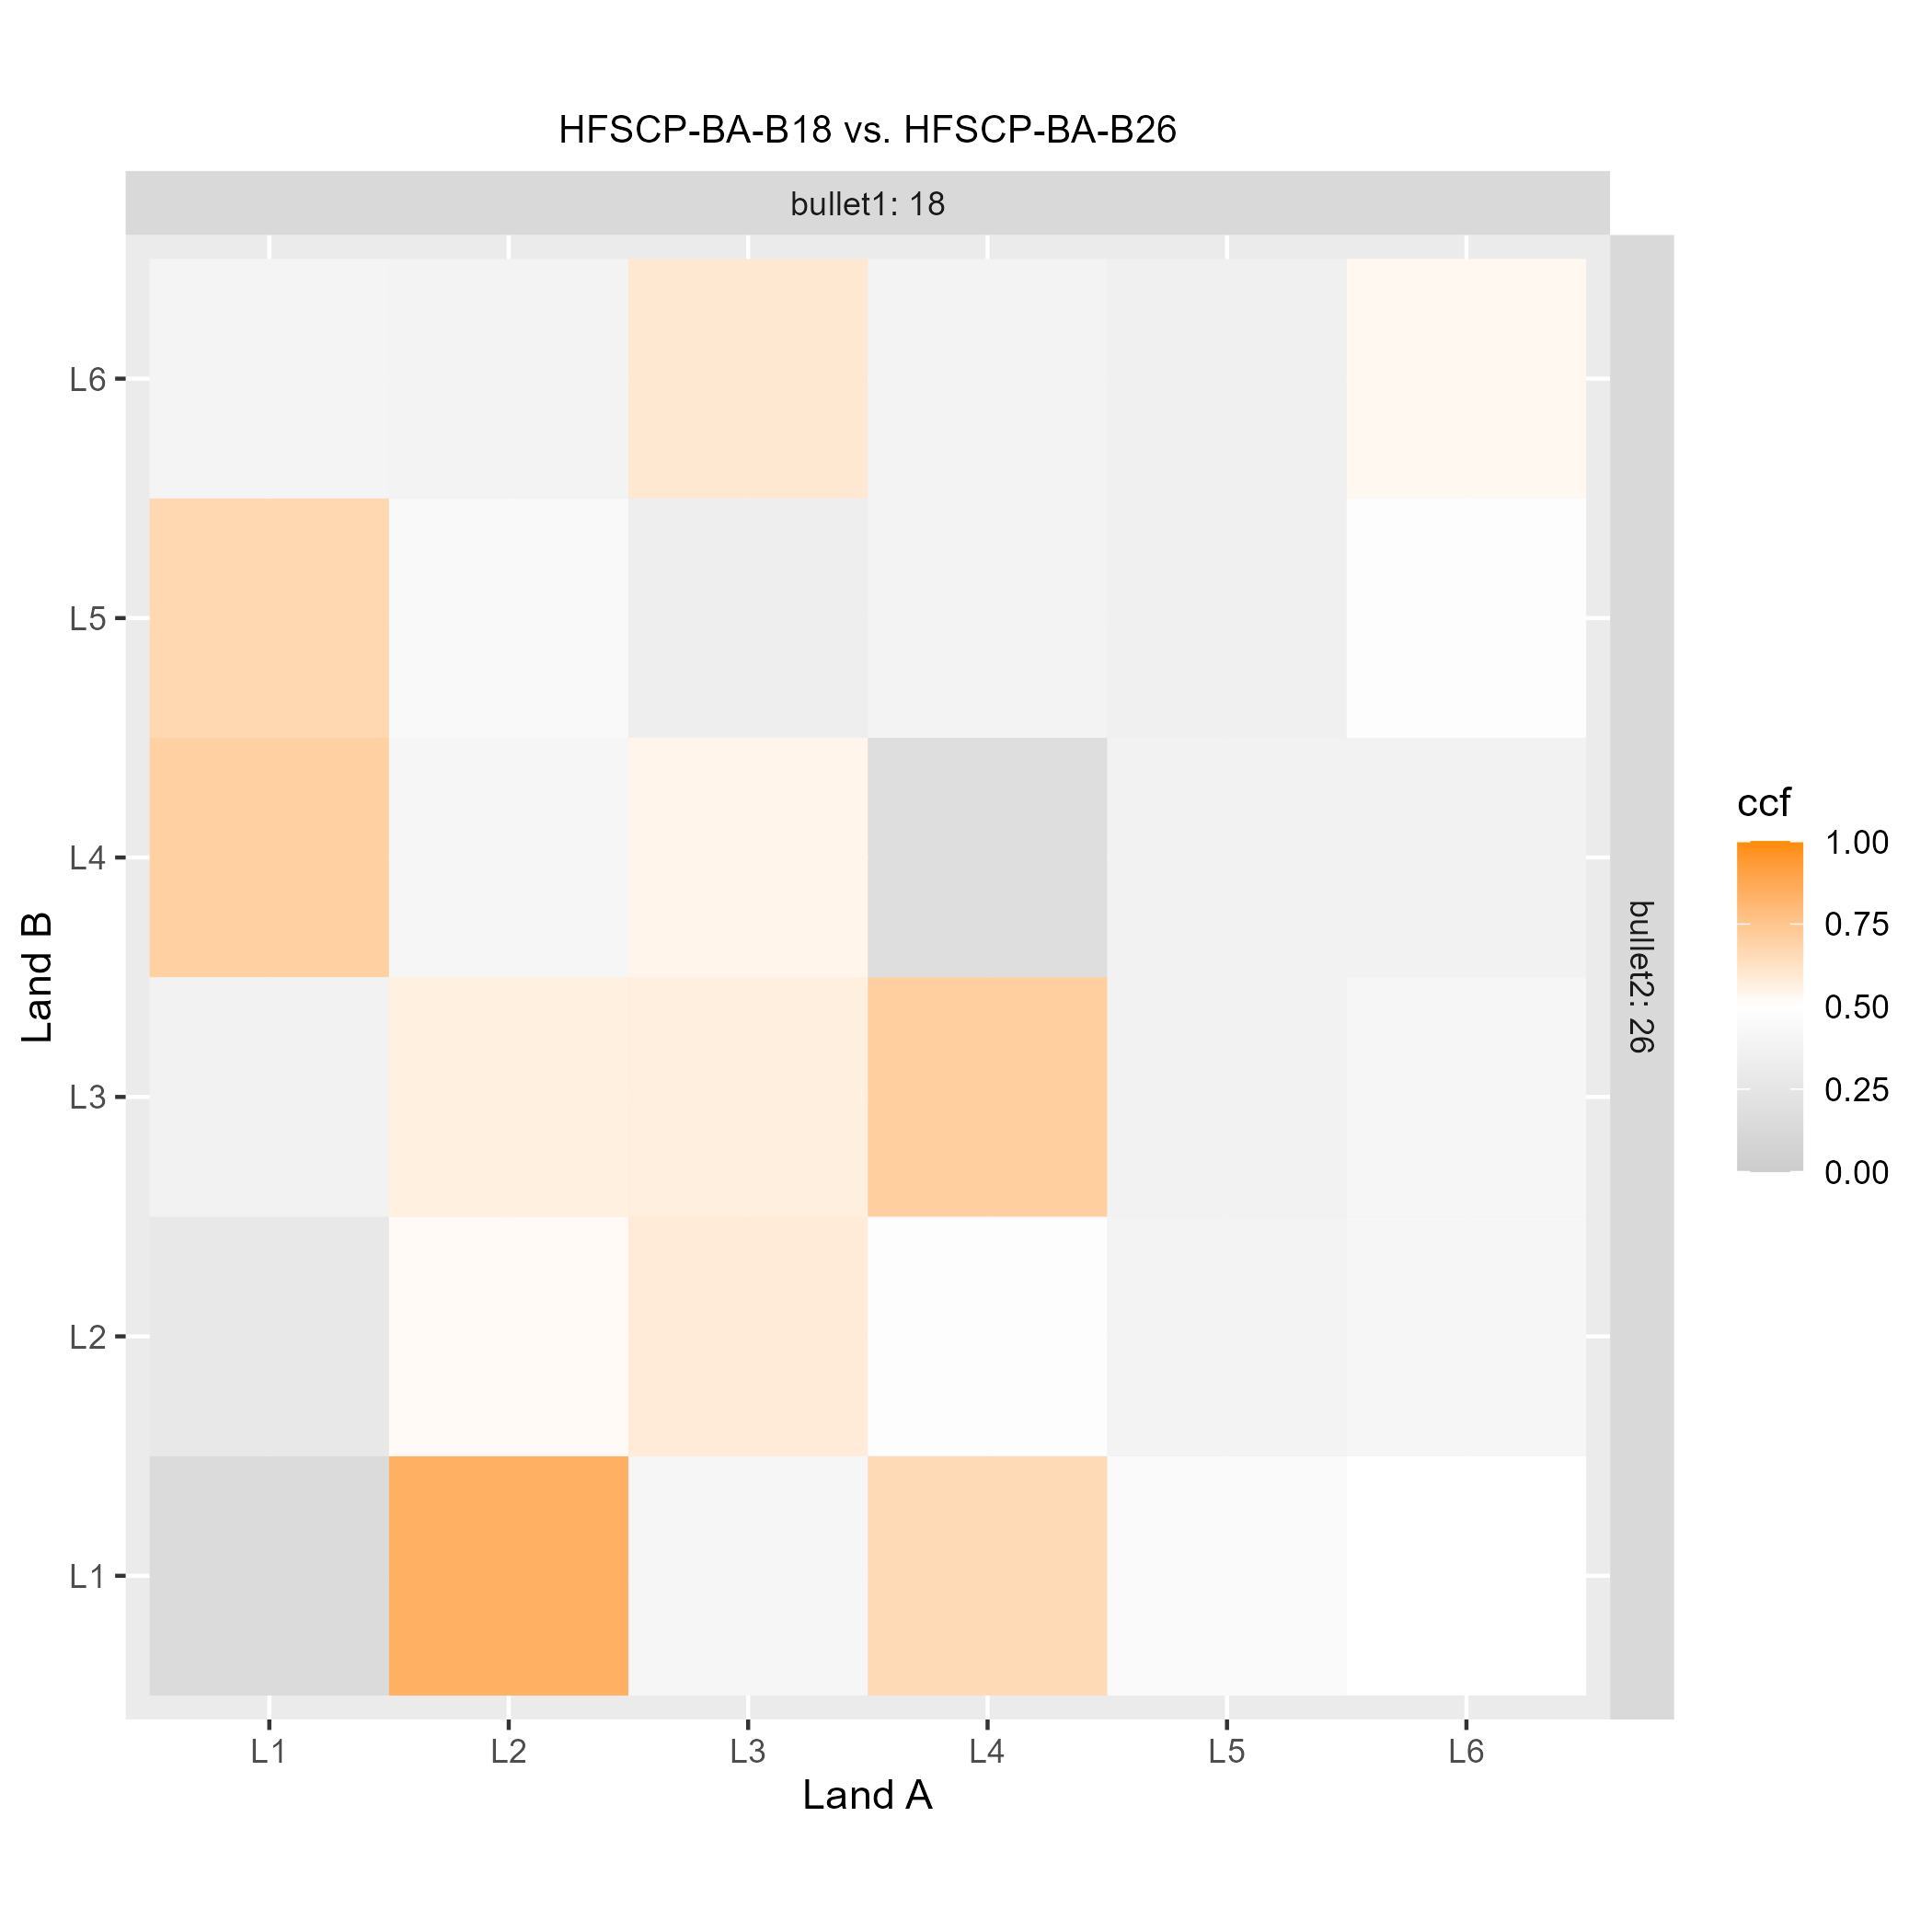 HFSCP-BA-B18 vs. HFSCP-BA-B26
bullet1: 18
L6
L5
L4
L3
L2
L1
Land B
bullet2: 26
L1 L2 L3 L4 L5 L6
Land A
ccf
1.00
0.75
0.50
0.25
0.00